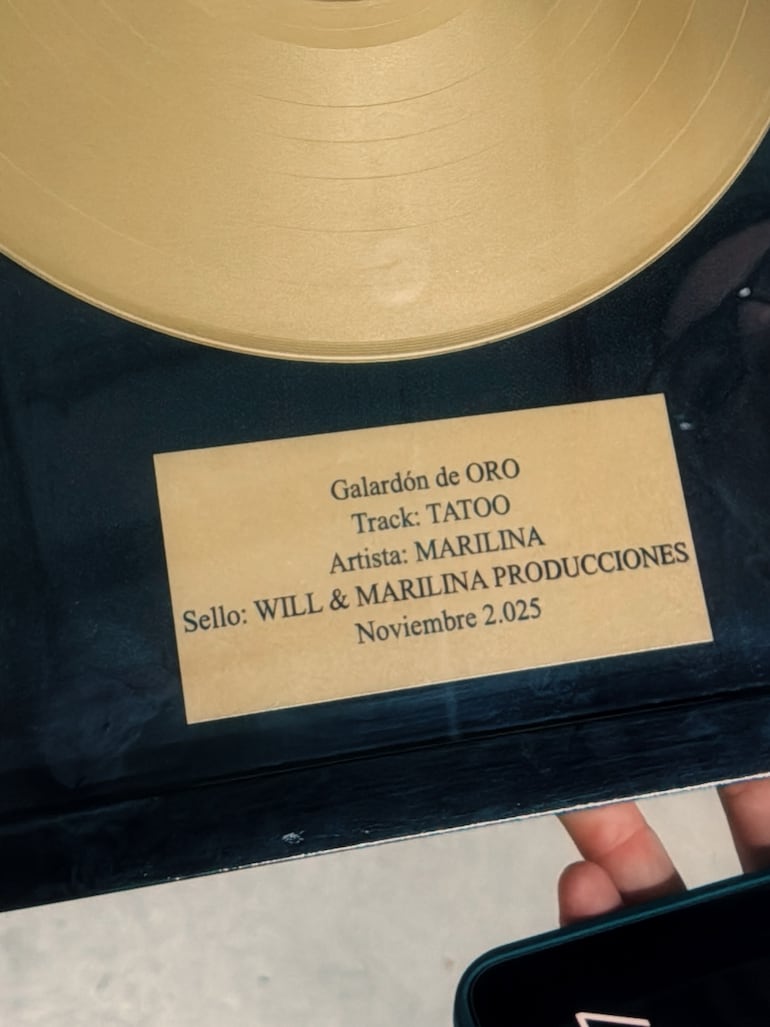 Galardón de ORO
Track: TATOO
Artista: MARILINA
Sello: WILL & MARILINA PRODUCCIONES
Noviembre 2.025